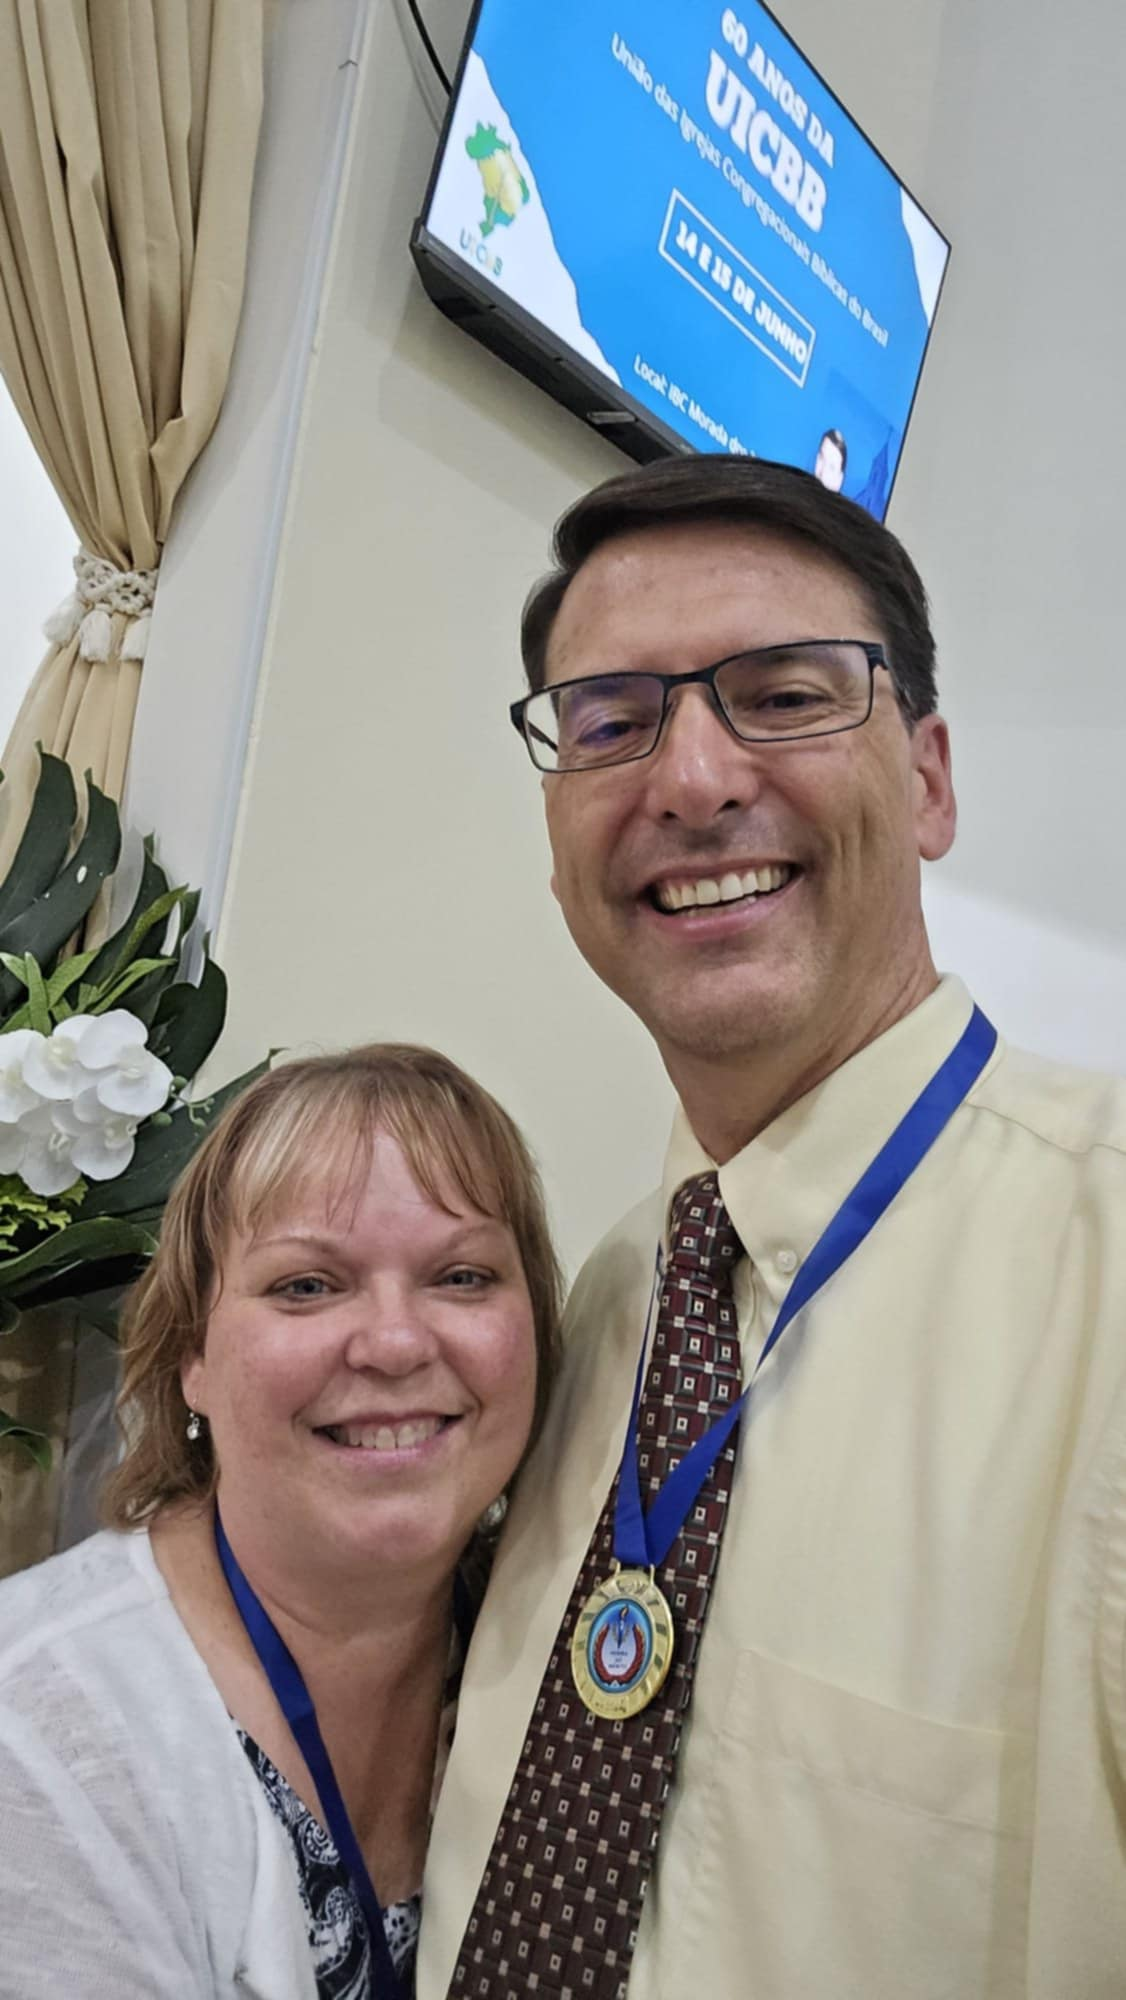 60 ANOS DA
UICBB
União das Igrejas Congregacionais Bíblicas do Brasil
14 E 15 DE JUNHO
Local: IBC Morada dos
UICBB